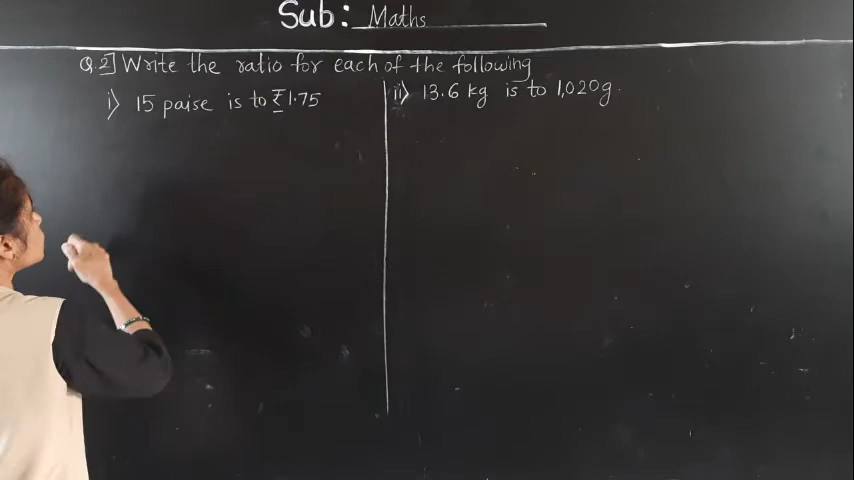 Sub: Maths
Q.2] Write the ratio for each of the following
i) 15 paise is to ₹1.75
ii) 13.6 kg is to 1,020g.